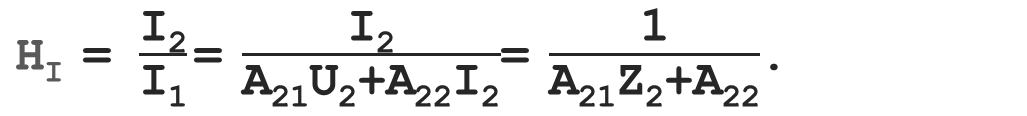 H_I = I_2/I_1 = I_2/(A_21U_2+A_22I_2) = 1/(A_21Z_2+A_22).